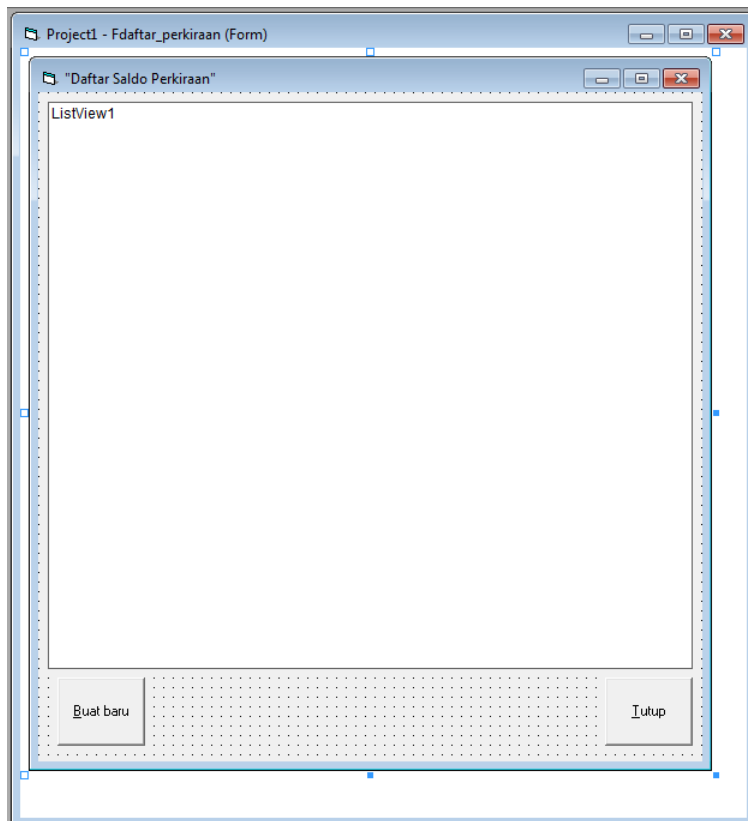 Project1 - Fdaftar_perkiraan (Form)
"Daftar Saldo Perkiraan"
ListView1
Buat baru
Tutup